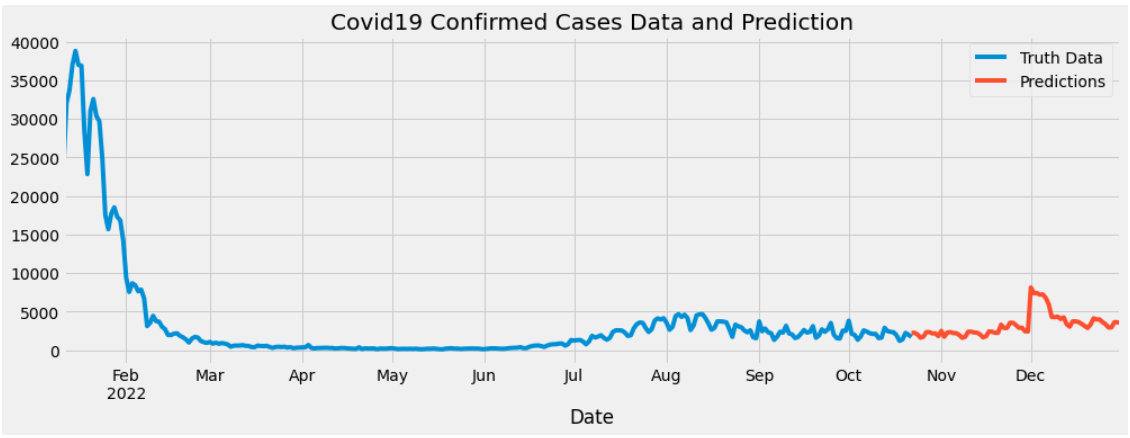 Covid19 Confirmed Cases Data and Prediction
Truth Data
Predictions
40000
35000
30000
25000
20000
15000
10000
5000
0
Feb Mar Apr May Jun Jul Aug Sep Oct Nov Dec
2022
Date